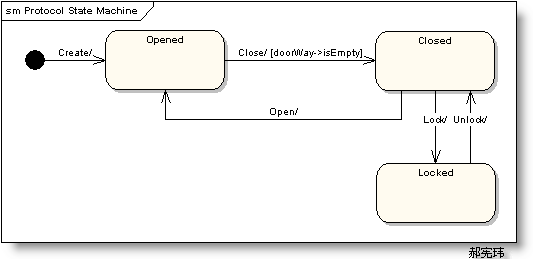 sm Protocol State Machine
Opened
Closed
Create/
Close/ [doorWay->isEmpty]
Open/
Lock/
Unlock/
Locked
郝宪玮